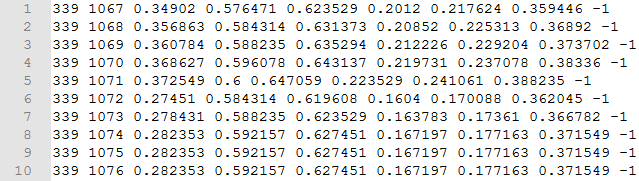 1 339 1067 0.34902 0.576471 0.623529 0.2012 0.217624 0.359446 -1
2 339 1068 0.356863 0.584314 0.631373 0.20852 0.225313 0.36892 -1
3 339 1069 0.360784 0.588235 0.635294 0.212226 0.229204 0.373702 -1
4 339 1070 0.368627 0.596078 0.643137 0.219731 0.237078 0.38336 -1
5 339 1071 0.372549 0.6 0.647059 0.223529 0.241061 0.388235 -1
6 339 1072 0.27451 0.584314 0.619608 0.1604 0.170088 0.362045 -1
7 339 1073 0.278431 0.588235 0.623529 0.163783 0.17361 0.366782 -1
8 339 1074 0.282353 0.592157 0.627451 0.167197 0.177163 0.371549 -1
9 339 1075 0.282353 0.592157 0.627451 0.167197 0.177163 0.371549 -1
10 339 1076 0.282353 0.592157 0.627451 0.167197 0.177163 0.371549 -1